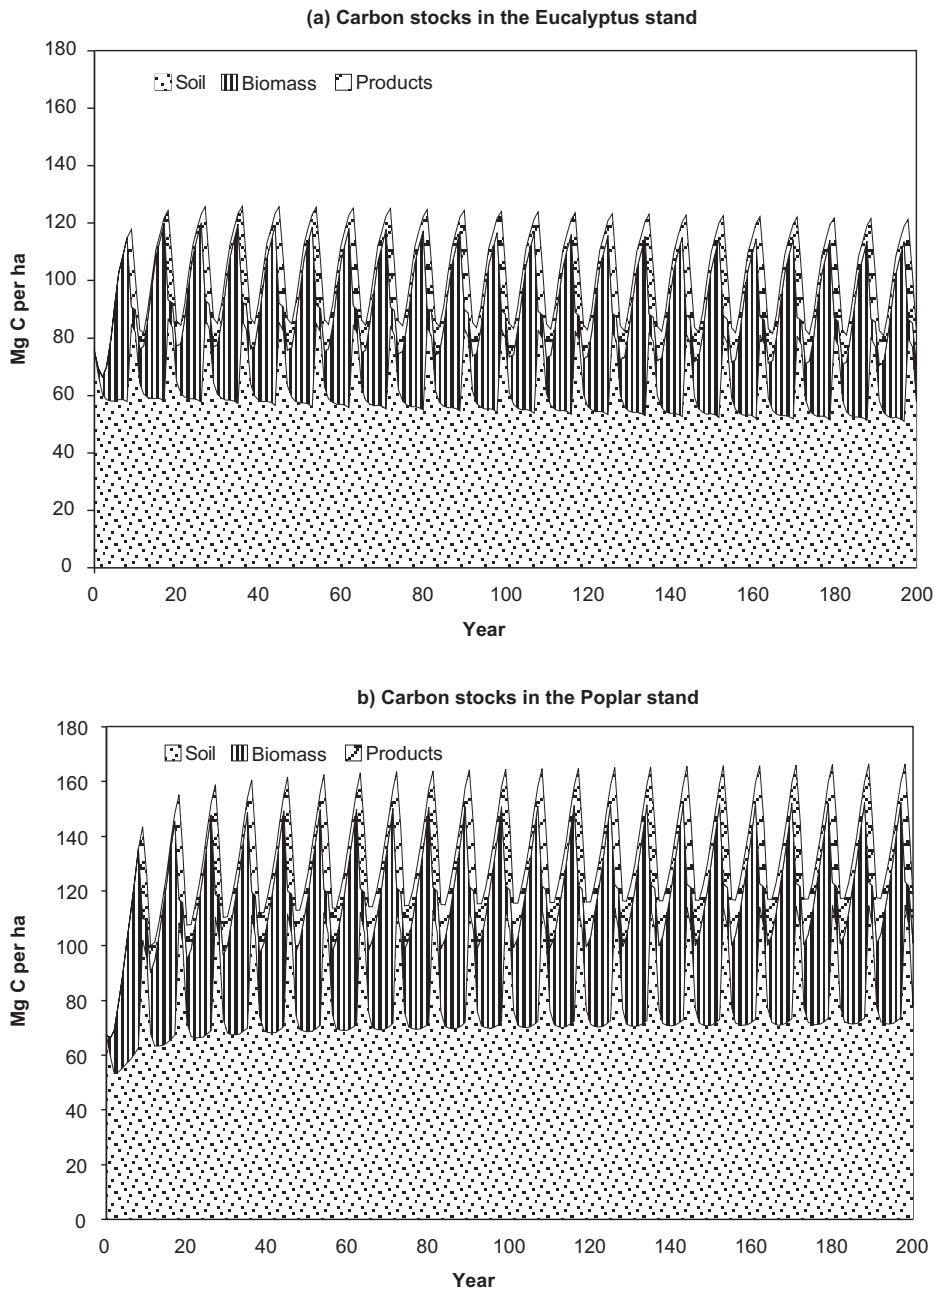 (a) Carbon stocks in the Eucalyptus stand
180
Soil Biomass Products
160
140
120
100
80
60
40
20
0
Mg C per ha
0 20 40 60 80 100 120 140 160 180 200
Year
b) Carbon stocks in the Poplar stand
180
Soil Biomass Products
160
140
120
100
80
60
40
20
0
Mg C per ha
0 20 40 60 80 100 120 140 160 180 200
Year